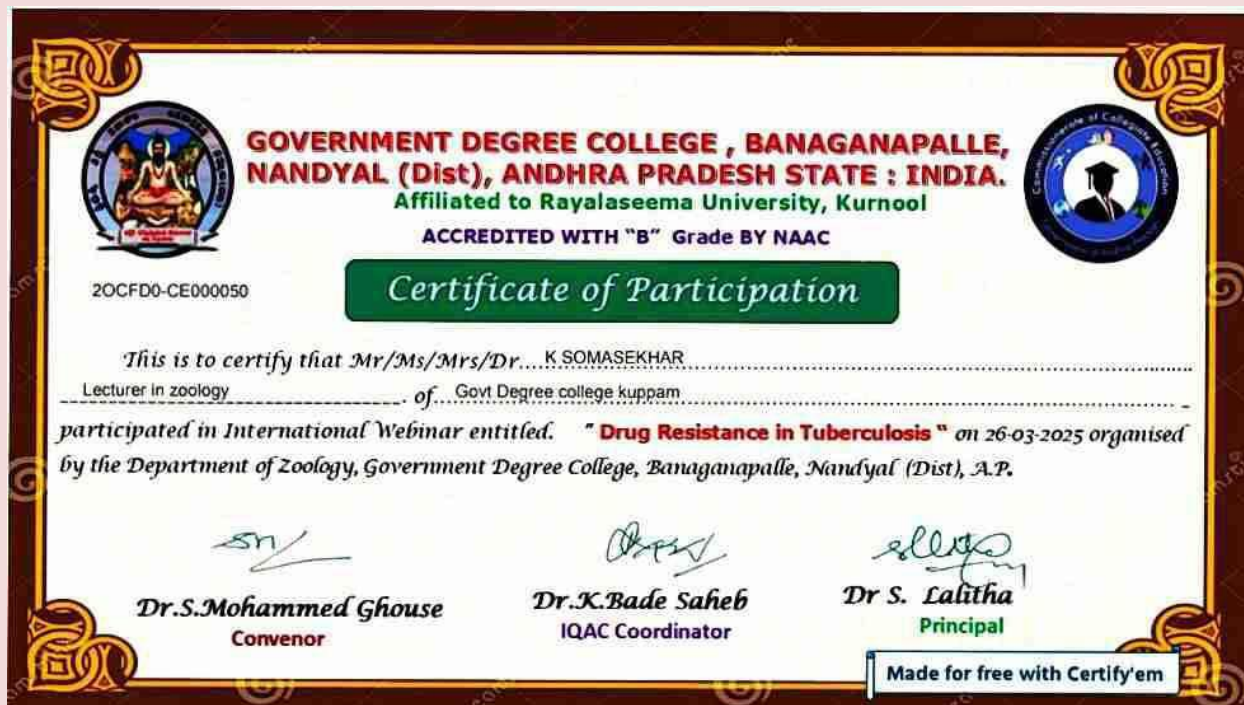 GOVERNMENT DEGREE COLLEGE , BANAGANAPALLE,
NANDYAL (Dist), ANDHRA PRADESH STATE : INDIA.
Affiliated to Rayalaseema University, Kurnool
ACCREDITED WITH "B" Grade BY NAAC
Commissionerate of Collegiate Education
2OCFD0-CE000050
Certificate of Participation
This is to certify that Mr/Ms/Mrs/Dr.... K SOMASEKHAR
Lecturer in zoology of Govt Degree college kuppam
participated in International Webinar entitled. " Drug Resistance in Tuberculosis " on 26-03-2025 organised
by the Department of Zoology, Government Degree College, Banaganapalle, Nandyal (Dist), A.P.
Dr.S.Mohammed Ghouse
Convenor
Dr.K.Bade Saheb
IQAC Coordinator
Dr S. Lalitha
Principal
Made for free with Certify'em